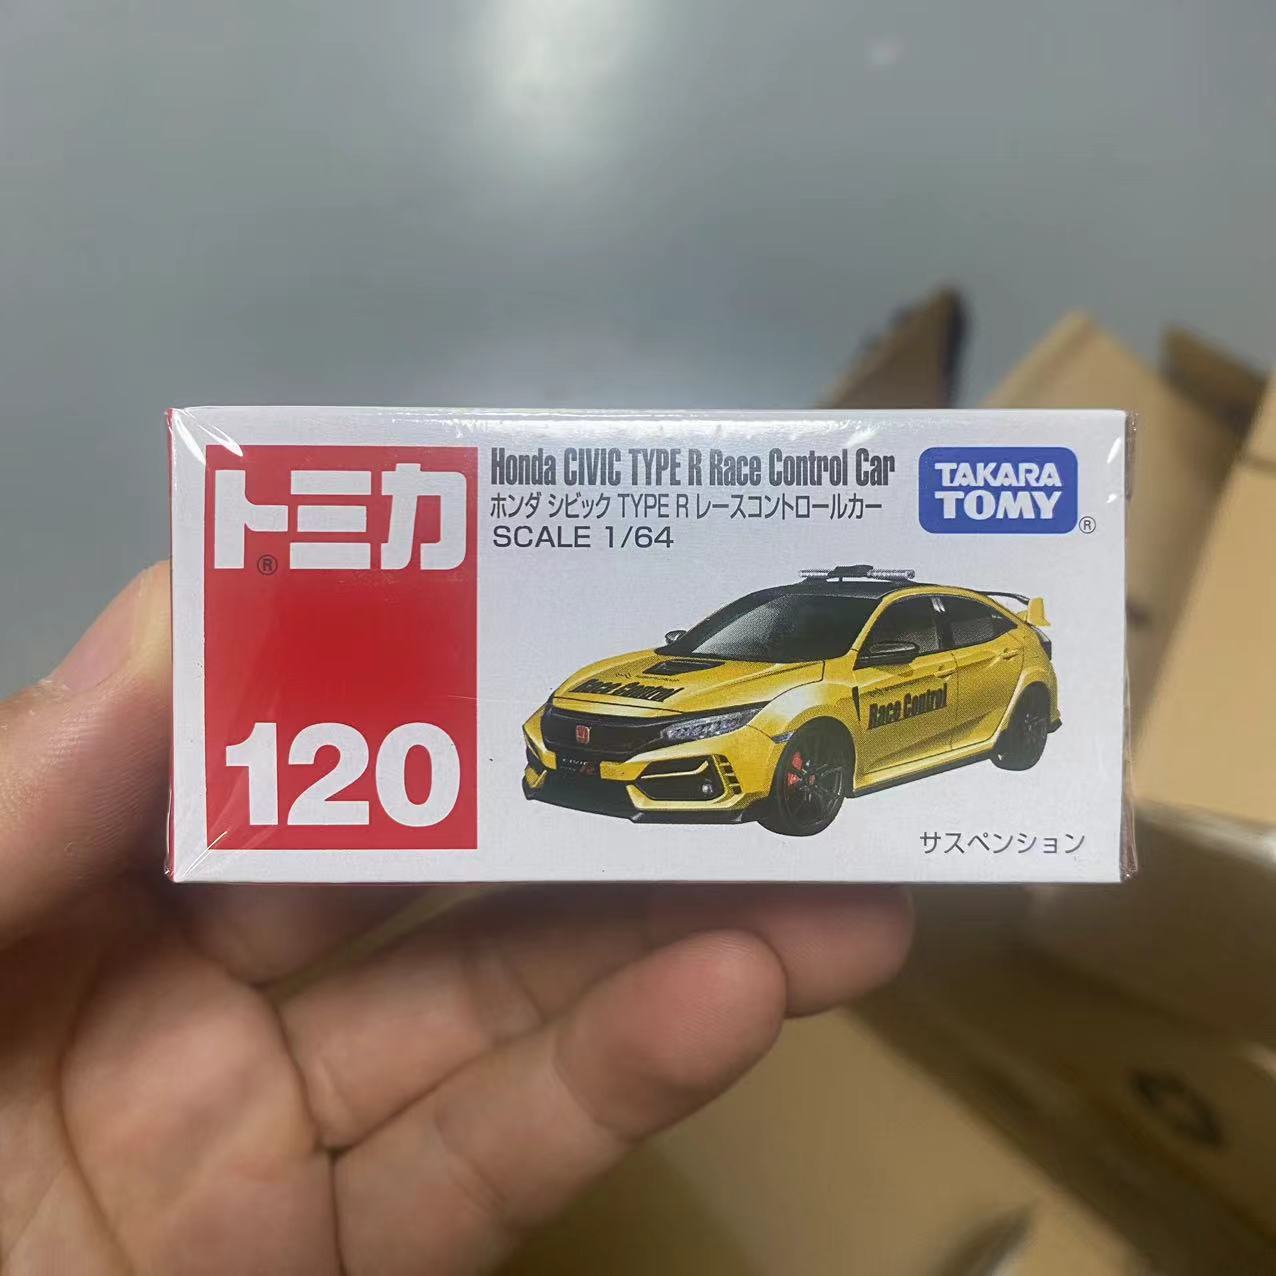 トミカ
®
120
Honda CIVIC TYPE R Race Control Car
ホンダ シビック TYPE R レースコントロールカー
SCALE 1/64
TAKARA
TOMY
®
Race Control
Race Control
サスペンション